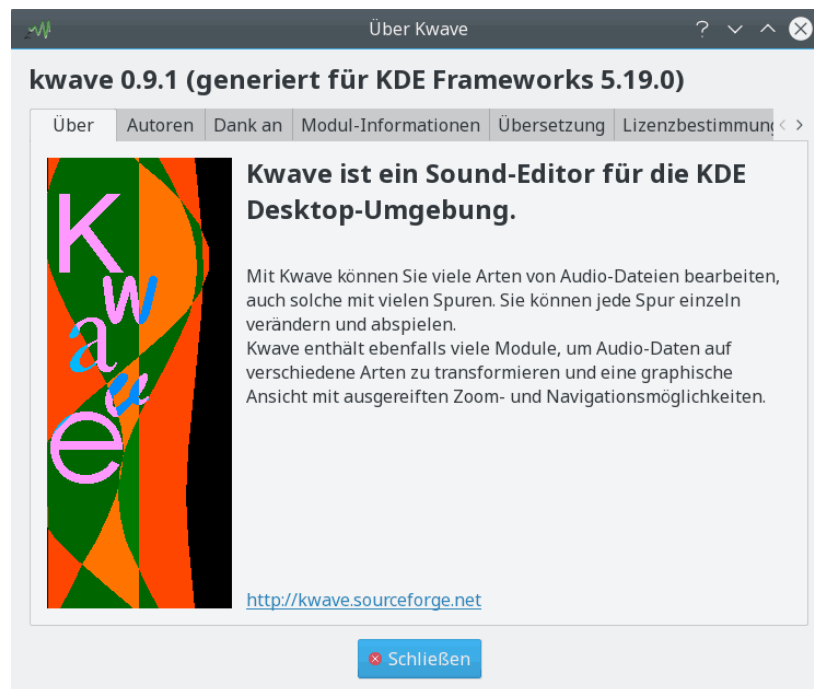 Über Kwave
kwave 0.9.1 (generiert für KDE Frameworks 5.19.0)
Über Autoren Dank an Modul-Informationen Übersetzung Lizenzbestimmung
Kwave
Kwave ist ein Sound-Editor für die KDE
Desktop-Umgebung.
Mit Kwave können Sie viele Arten von Audio-Dateien bearbeiten,
auch solche mit vielen Spuren. Sie können jede Spur einzeln
verändern und abspielen.
Kwave enthält ebenfalls viele Module, um Audio-Daten auf
verschiedene Arten zu transformieren und eine graphische
Ansicht mit ausgereiften Zoom- und Navigationsmöglichkeiten.
http://kwave.sourceforge.net
Schließen